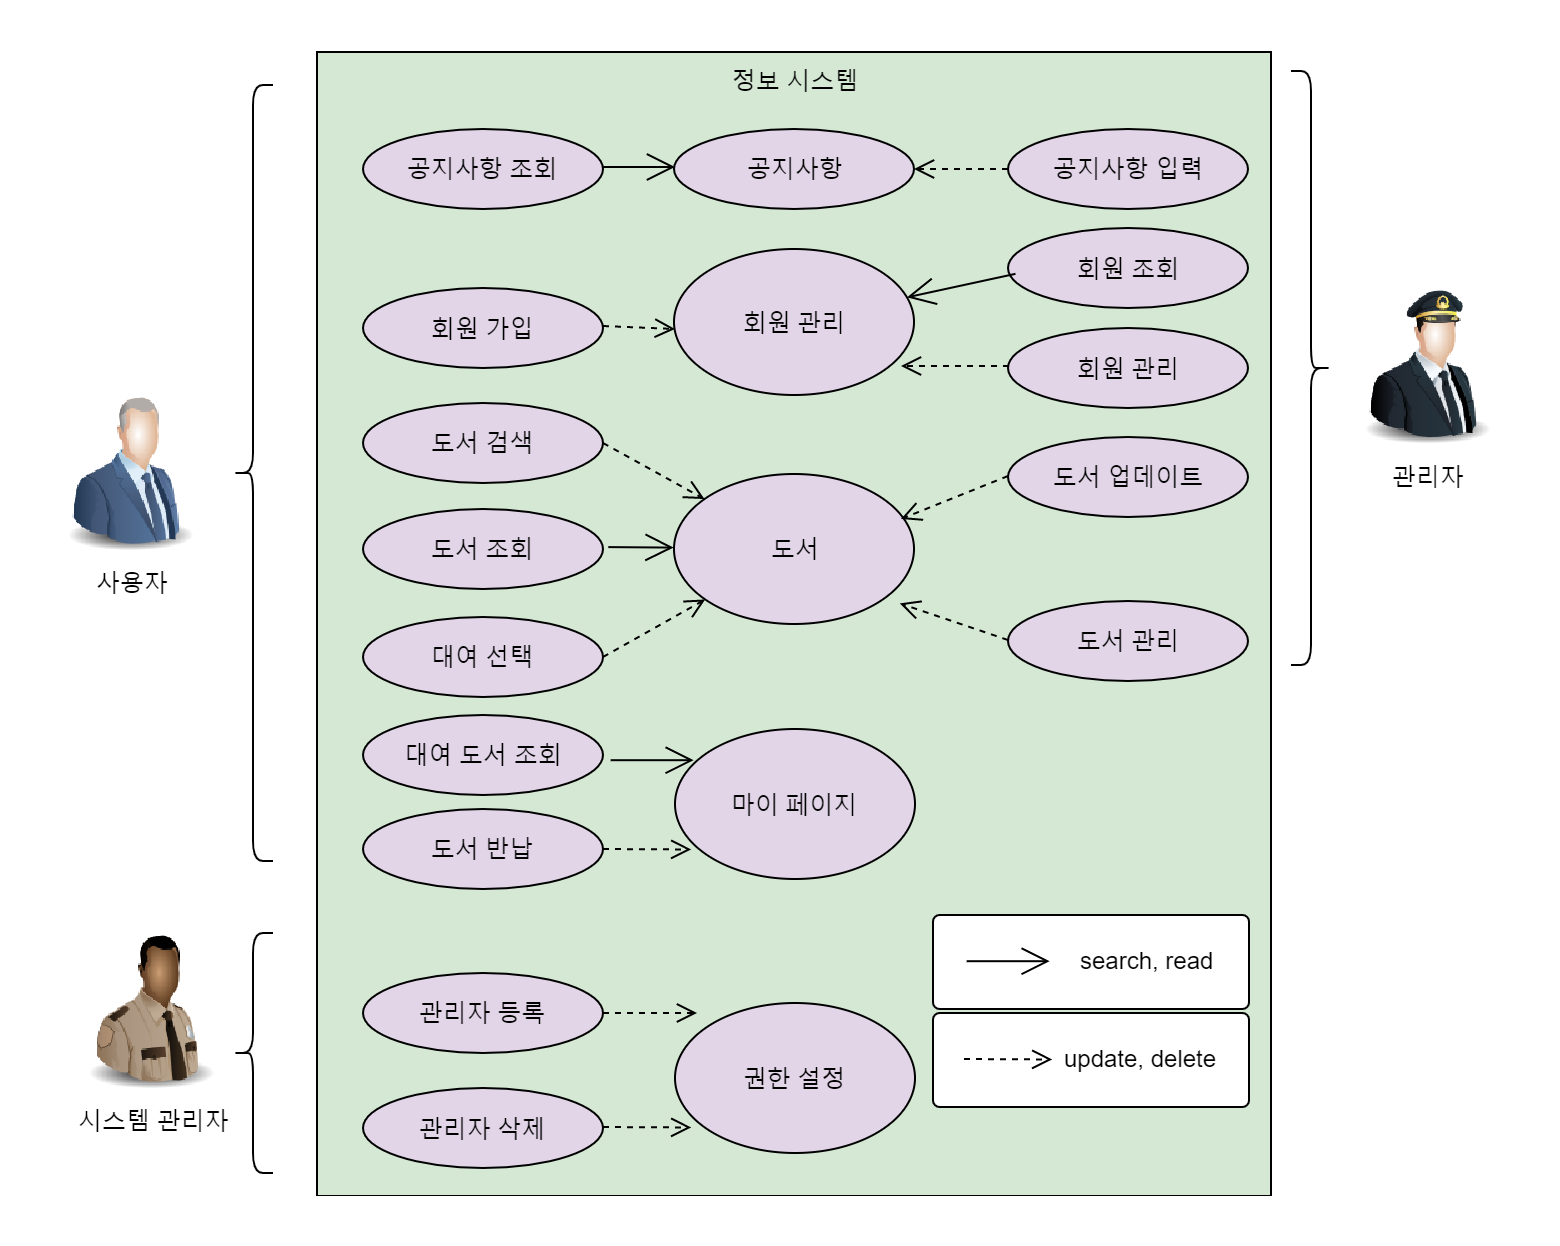 정보 시스템
공지사항 조회
공지사항
공지사항 입력
회원 조회
회원 가입
회원 관리
회원 관리
도서 검색
도서 업데이트
관리자
도서 조회
도서
사용자
대여 선택
도서 관리
대여 도서 조회
마이 페이지
도서 반납
search, read
관리자 등록
update, delete
권한 설정
시스템 관리자
관리자 삭제